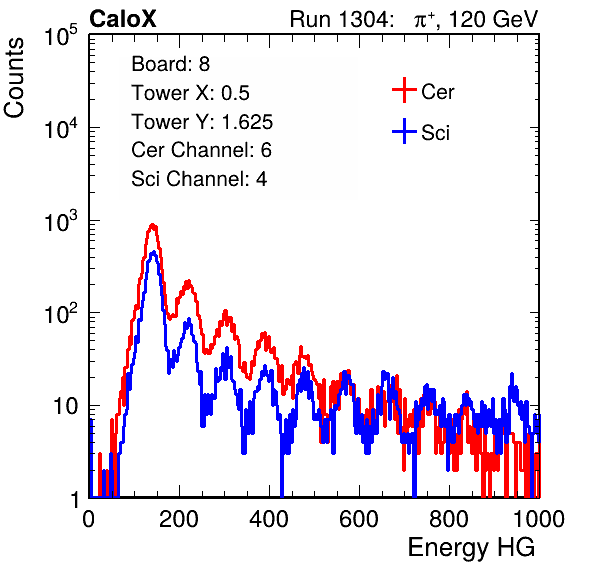 CaloX Run 1304: π⁺, 120 GeV
Counts
Board: 8
Tower X: 0.5
Tower Y: 1.625
Cer Channel: 6
Sci Channel: 4
Cer
Sci
10⁵
10⁴
10³
10²
10
1
0 200 400 600 800 1000
Energy HG